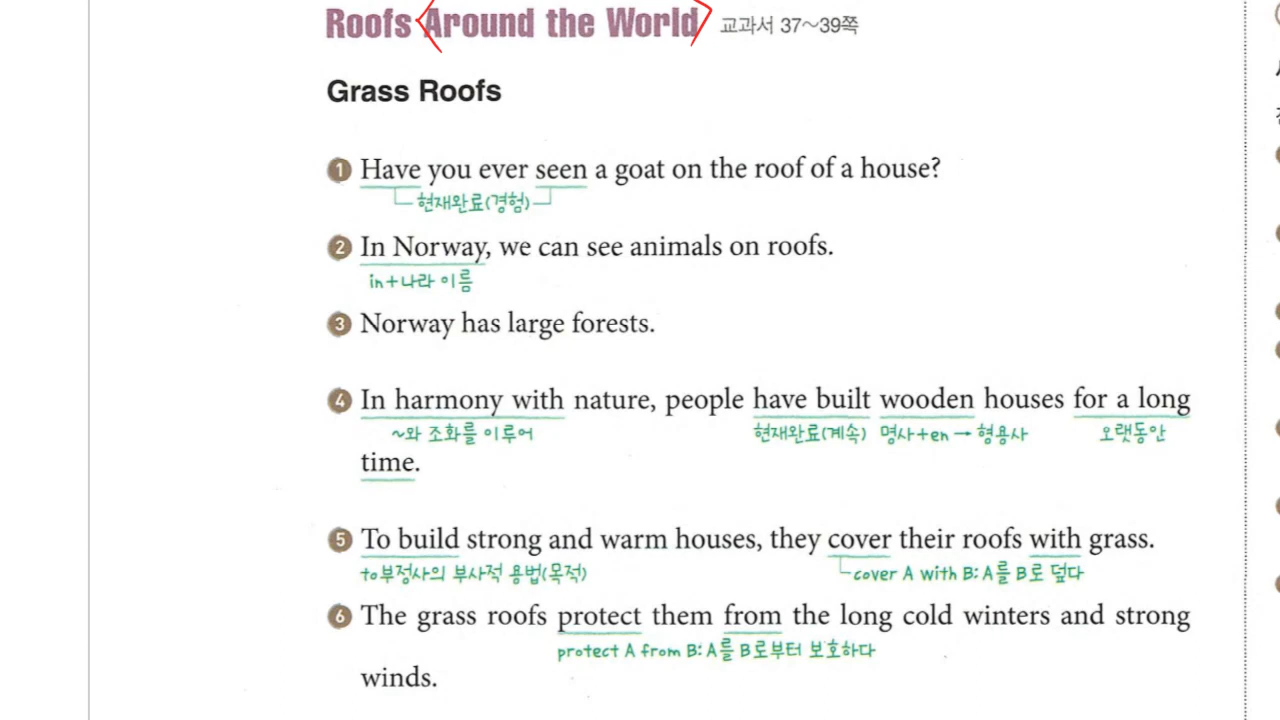 Roofs Around the World 교과서 37~39쪽
Grass Roofs
1 Have you ever seen a goat on the roof of a house?
현재완료(경험)
2 In Norway, we can see animals on roofs.
in+나라 이름
3 Norway has large forests.
4 In harmony with nature, people have built wooden houses for a long
~와 조화를 이루어 현재완료(계속) 명사+en → 형용사 오랫동안
time.
5 To build strong and warm houses, they cover their roofs with grass.
to부정사의 부사적 용법(목적) cover A with B: A를 B로 덮다
6 The grass roofs protect them from the long cold winters and strong
protect A from B: A를 B로부터 보호하다
winds.